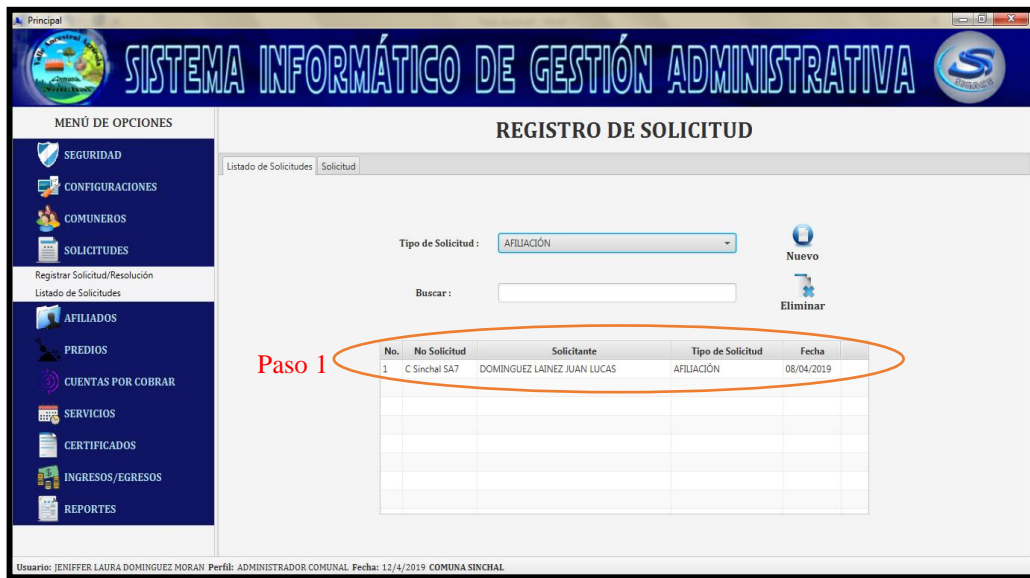 Principal
SISTEMA INFORMÁTICO DE GESTIÓN ADMINISTRATIVA
MENÚ DE OPCIONES
SEGURIDAD
CONFIGURACIONES
COMUNEROS
SOLICITUDES
Registrar Solicitud/Resolución
Listado de Solicitudes
AFILIADOS
PREDIOS
CUENTAS POR COBRAR
SERVICIOS
CERTIFICADOS
INGRESOS/EGRESOS
REPORTES
REGISTRO DE SOLICITUD
Listado de Solicitudes Solicitud
Tipo de Solicitud : AFILIACIÓN
Nuevo
Buscar :
Eliminar
Paso 1
No. No Solicitud Solicitante Tipo de Solicitud Fecha
1 C Sinchal SA7 DOMINGUEZ LAINEZ JUAN LUCAS AFILIACIÓN 08/04/2019
Usuario: JENIFFER LAURA DOMINGUEZ MORAN Perfil: ADMINISTRADOR COMUNAL Fecha: 12/4/2019 COMUNA SINCHAL